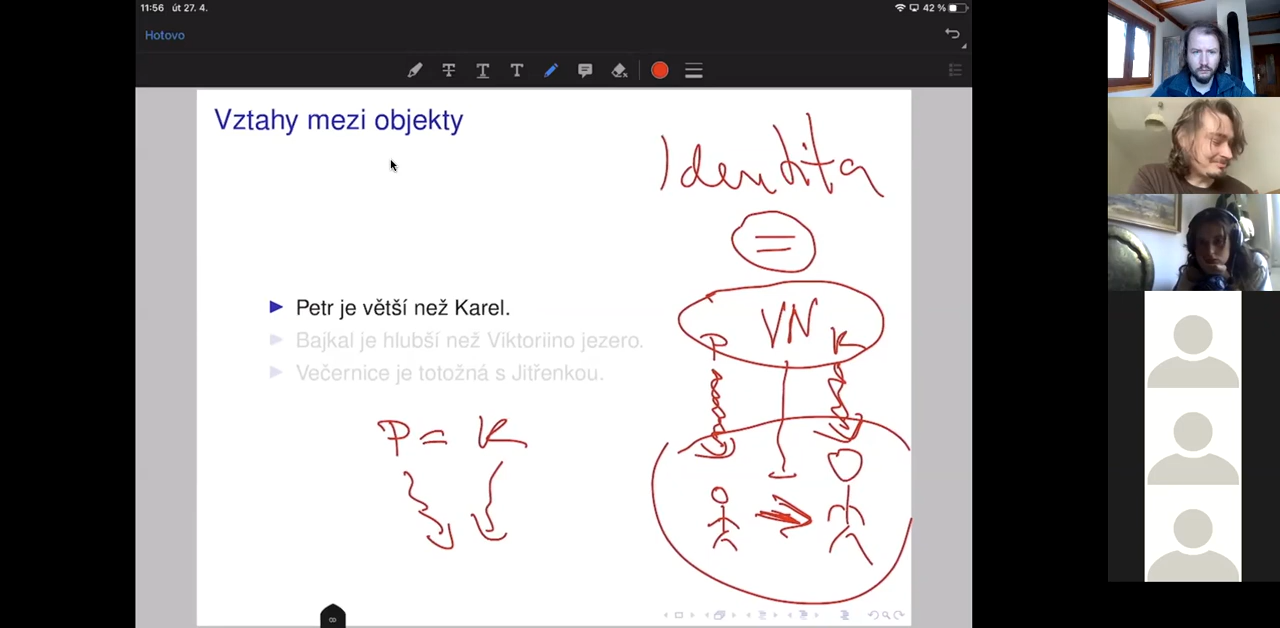 11:56 út 27. 4.
42 %
Hotovo
Vztahy mezi objekty
Identita
=
Petr je větší než Karel.
Bajkal je hlubší než Viktoriino jezero.
Večernice je totožná s Jitřenkou.
P VN K
P = K